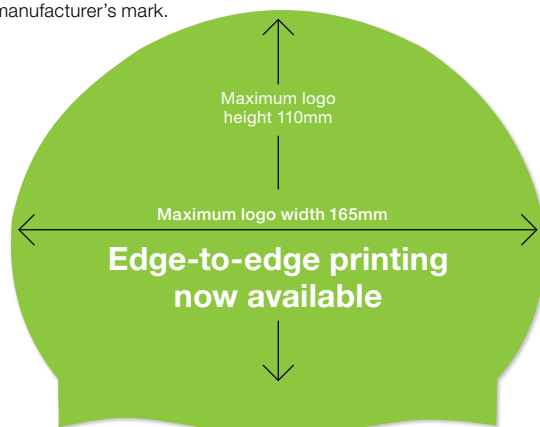 manufacturer's mark.
Maximum logo
height 110mm
Maximum logo width 165mm
Edge-to-edge printing
now available